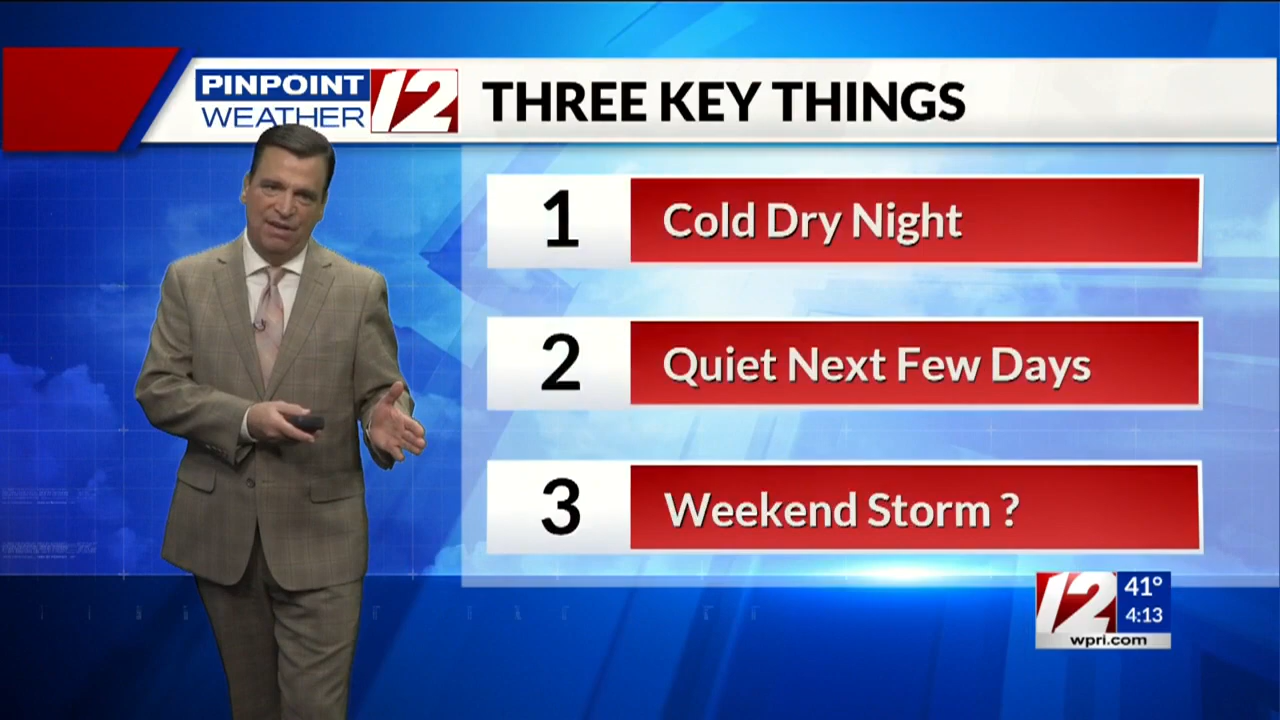 PINPOINT
WEATHER 12
THREE KEY THINGS
1 Cold Dry Night
2 Quiet Next Few Days
3 Weekend Storm ?
12 41°
4:13
wpri.com